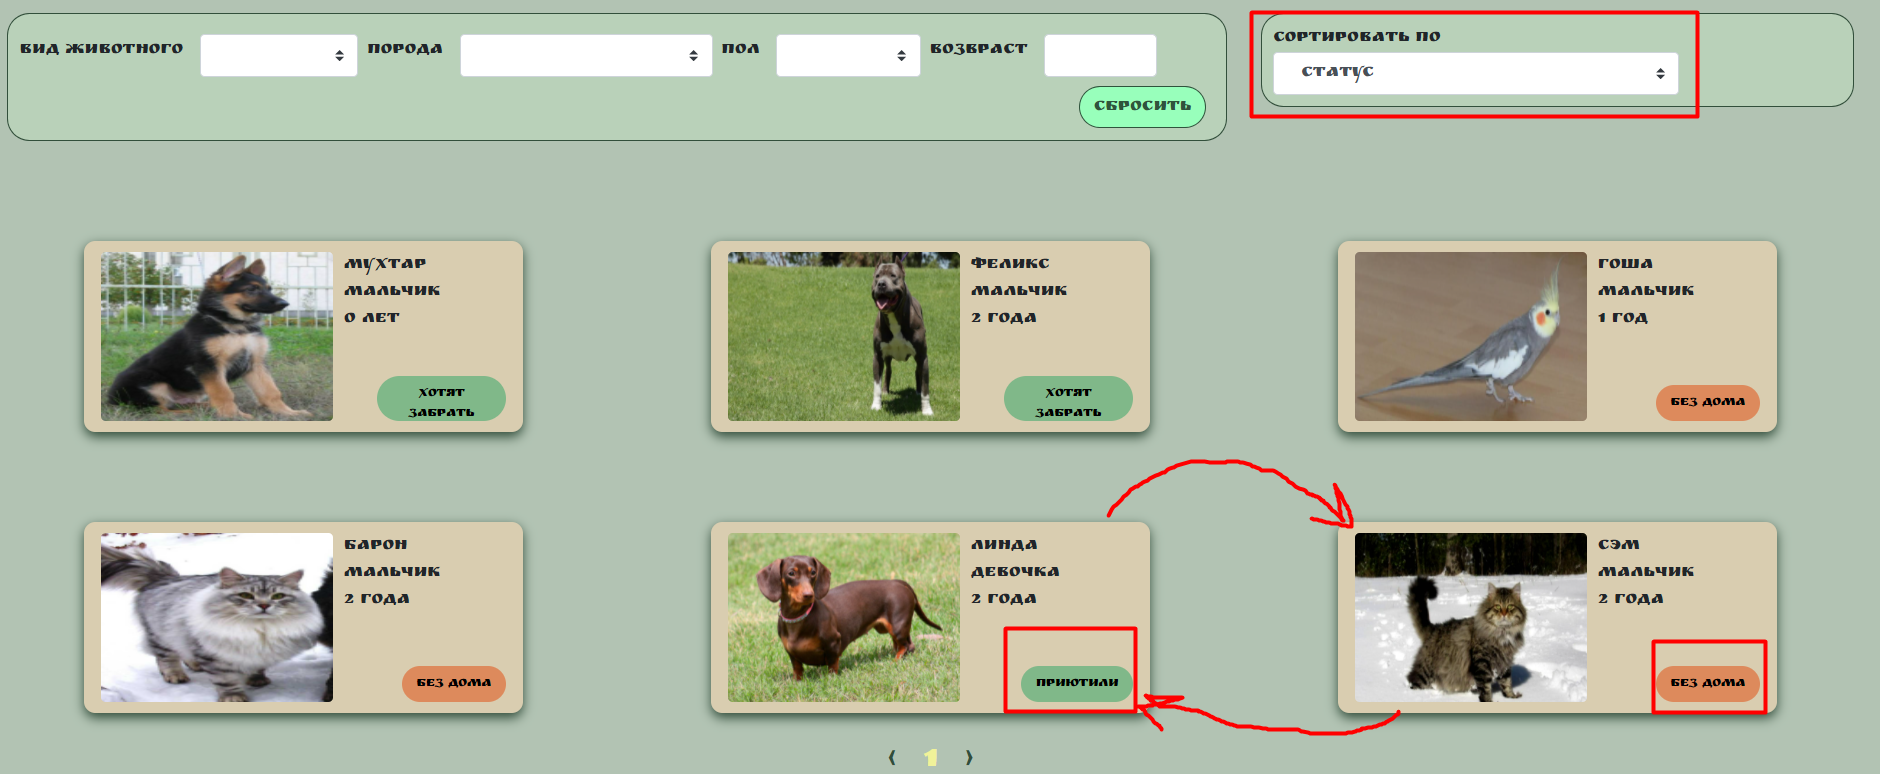 вид животного
порода
пол
возвраст
сбросить
сортировать по
статус
мухтар
мальчик
0 лет
хотят
забрать
феликс
мальчик
2 года
хотят
забрать
гоша
мальчик
1 год
без дома
барон
мальчик
2 года
без дома
линда
девочка
2 года
приютили
сэм
мальчик
2 года
без дома
⟨ 1 ⟩